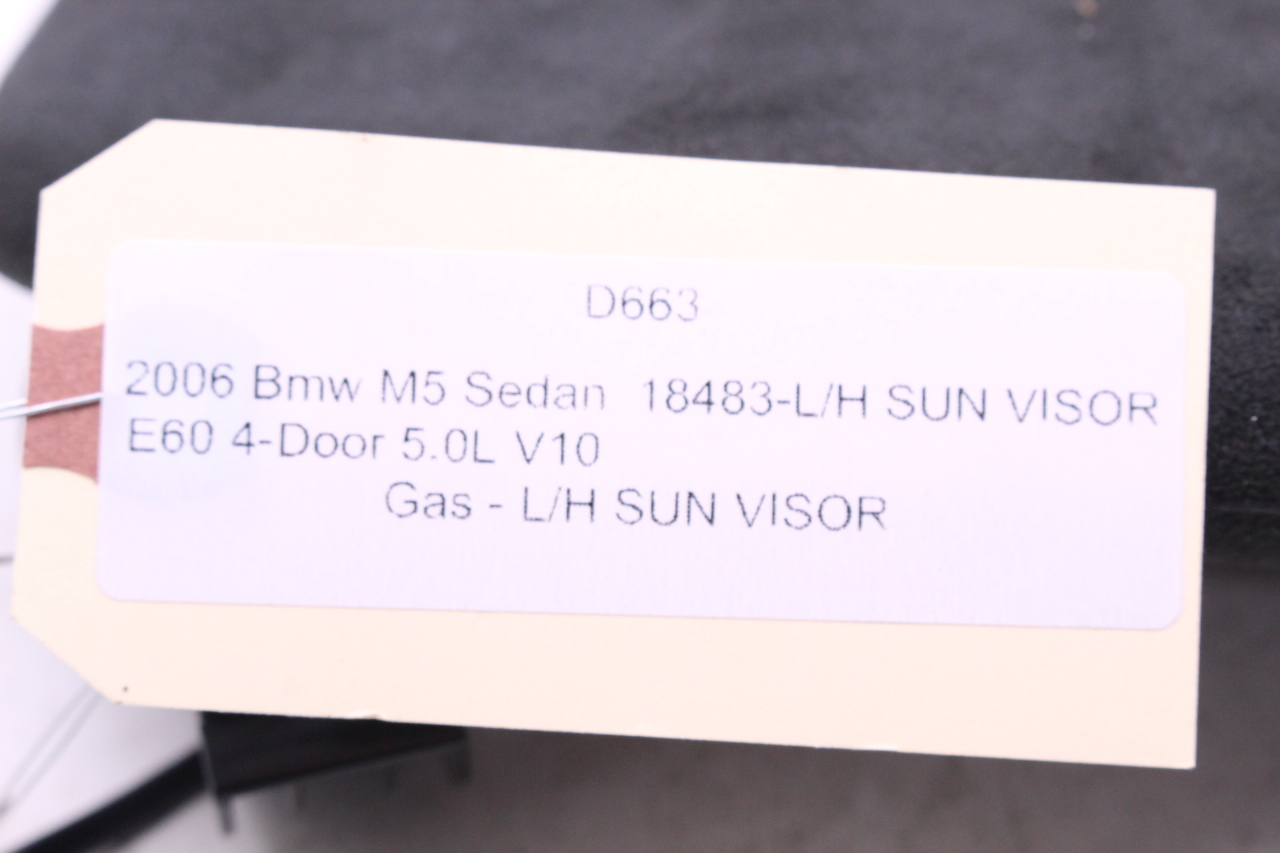 D663
2006 Bmw M5 Sedan 18483-L/H SUN VISOR
E60 4-Door 5.0L V10
Gas - L/H SUN VISOR